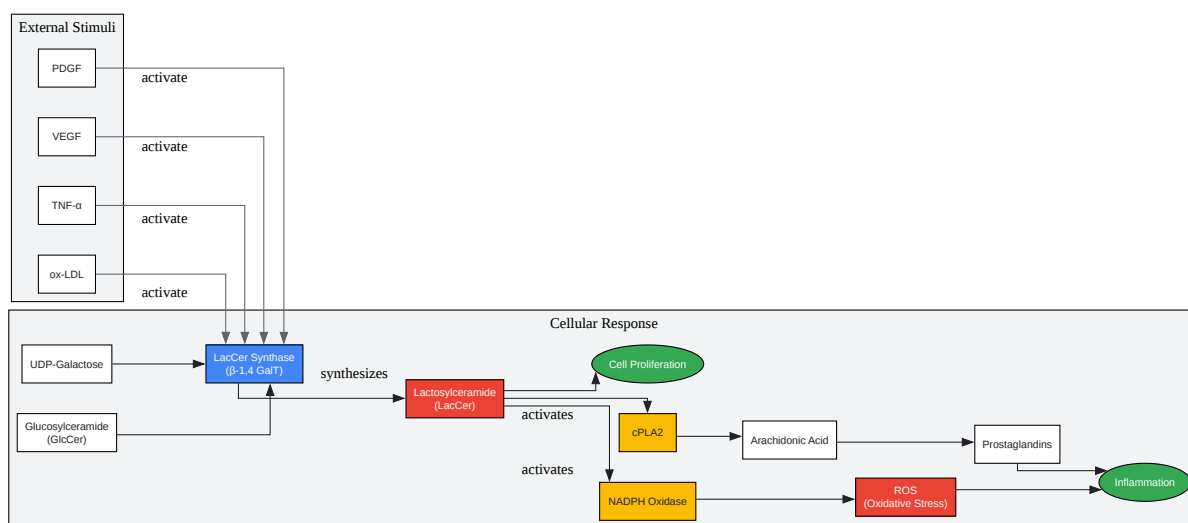 External Stimuli
PDGF
activate
VEGF
activate
TNF-α
activate
ox-LDL
activate
Cellular Response
UDP-Galactose
LacCer Synthase
(β-1,4 GalT)
Glucosylceramide
(GlcCer)
synthesizes
Lactosylceramide
(LacCer)
Cell Proliferation
activates
cPLA2
Arachidonic Acid
Prostaglandins
activates
NADPH Oxidase
ROS
(Oxidative Stress)
Inflammation